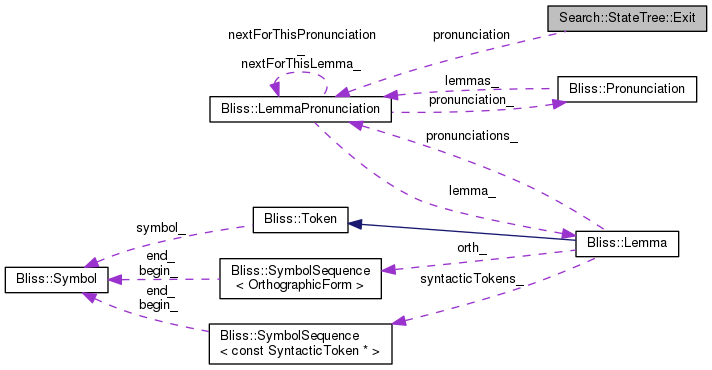 Search::StateTree::Exit
nextForThisPronunciation
_
nextForThisLemma_
pronunciation
lemmas_
pronunciation_
Bliss::Pronunciation
Bliss::LemmaPronunciation
pronunciations_
lemma_
Bliss::Token
symbol_
Bliss::Lemma
orth_
end_
begin_
Bliss::SymbolSequence
< OrthographicForm >
Bliss::Symbol
syntacticTokens_
end_
begin_
Bliss::SymbolSequence
< const SyntacticToken * >